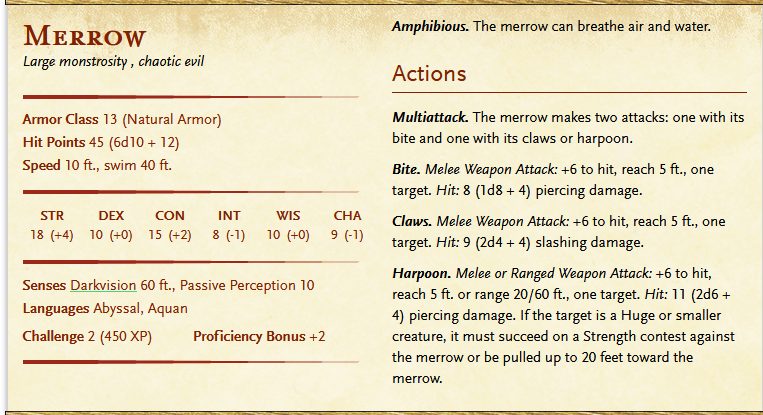 Merrow
Large monstrosity , chaotic evil
Armor Class 13 (Natural Armor)
Hit Points 45 (6d10 + 12)
Speed 10 ft., swim 40 ft.
STR DEX CON INT WIS CHA
18 (+4) 10 (+0) 15 (+2) 8 (-1) 10 (+0) 9 (-1)
Senses Darkvision 60 ft., Passive Perception 10
Languages Abyssal, Aquan
Challenge 2 (450 XP) Proficiency Bonus +2
Amphibious. The merrow can breathe air and water.
Actions
Multiattack. The merrow makes two attacks: one with its
bite and one with its claws or harpoon.
Bite. Melee Weapon Attack: +6 to hit, reach 5 ft., one
target. Hit: 8 (1d8 + 4) piercing damage.
Claws. Melee Weapon Attack: +6 to hit, reach 5 ft., one
target. Hit: 9 (2d4 + 4) slashing damage.
Harpoon. Melee or Ranged Weapon Attack: +6 to hit,
reach 5 ft. or range 20/60 ft., one target. Hit: 11 (2d6 +
4) piercing damage. If the target is a Huge or smaller
creature, it must succeed on a Strength contest against
the merrow or be pulled up to 20 feet toward the
merrow.